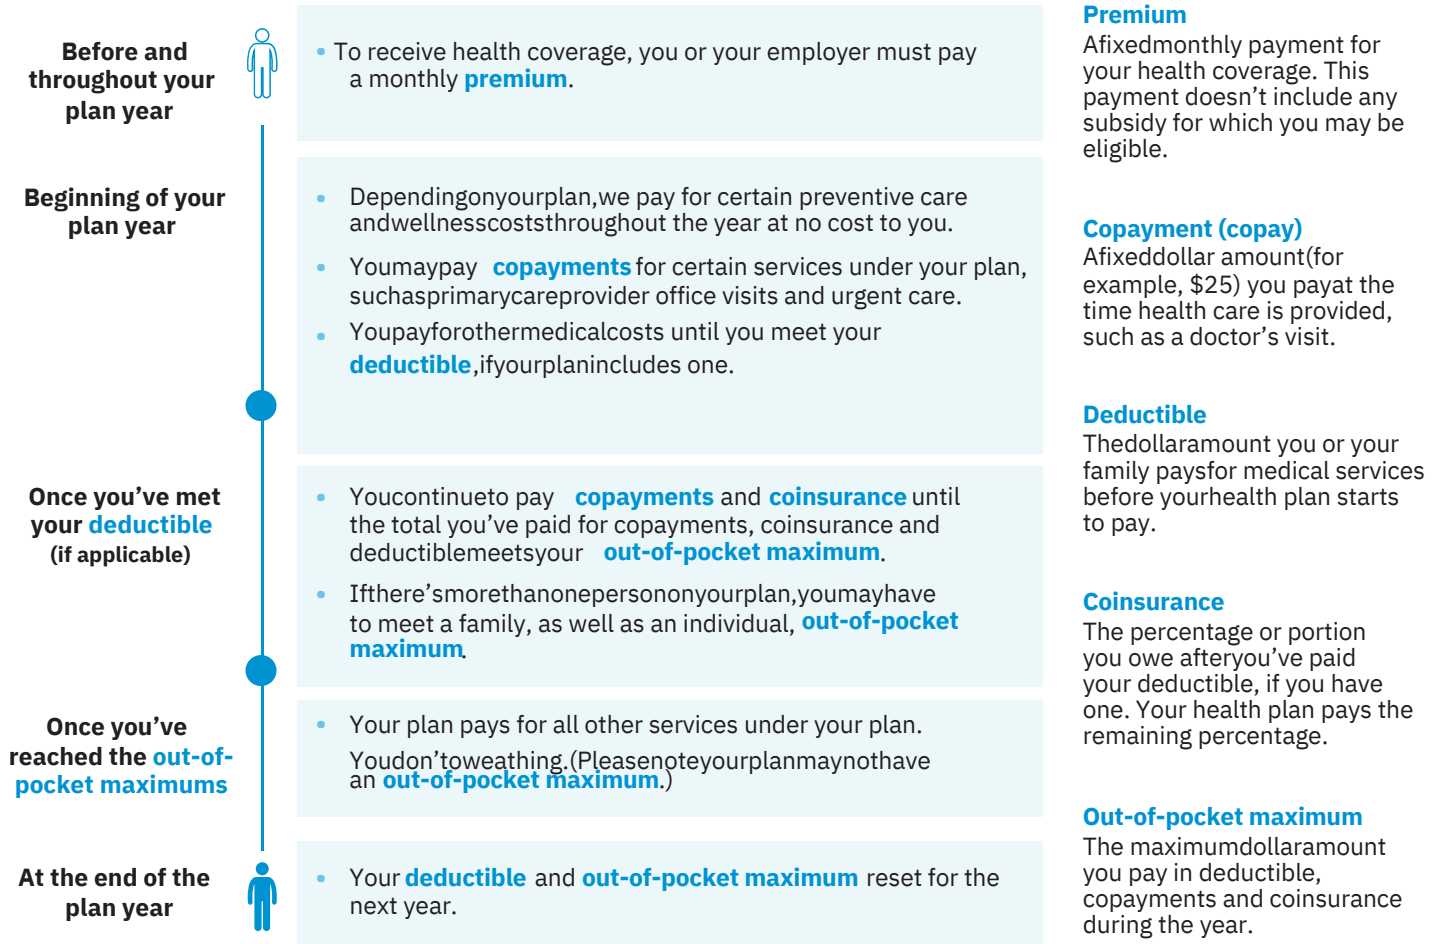 Before and
throughout your
plan year
• To receive health coverage, you or your employer must pay
a monthly premium.
Beginning of your
plan year
• Dependingonyourplan,we pay for certain preventive care
andwellnesscoststhroughout the year at no cost to you.
• Youmaypay copayments for certain services under your plan,
suchasprimarycareprovider office visits and urgent care.
• Youpayforothermedicalcosts until you meet your
deductible,ifyourplanincludes one.
Once you've met
your deductible
(if applicable)
• Youcontinueto pay copayments and coinsurance until
the total you've paid for copayments, coinsurance and
deductiblemeetsyour out-of-pocket maximum.
• Ifthere'smorethanonepersononyourplan,youmayhave
to meet a family, as well as an individual, out-of-pocket
maximum.
Once you've
reached the out-of-
pocket maximums
• Your plan pays for all other services under your plan.
Youdon'toweathing.(Pleasenoteyourplanmaynothave
an out-of-pocket maximum.)
At the end of the
plan year
• Your deductible and out-of-pocket maximum reset for the
next year.
Premium
Afixedmonthly payment for
your health coverage. This
payment doesn't include any
subsidy for which you may be
eligible.
Copayment (copay)
Afixeddollar amount(for
example, $25) you payat the
time health care is provided,
such as a doctor's visit.
Deductible
Thedollaramount you or your
family paysfor medical services
before yourhealth plan starts
to pay.
Coinsurance
The percentage or portion
you owe afteryou've paid
your deductible, if you have
one. Your health plan pays the
remaining percentage.
Out-of-pocket maximum
The maximumdollaramount
you pay in deductible,
copayments and coinsurance
during the year.